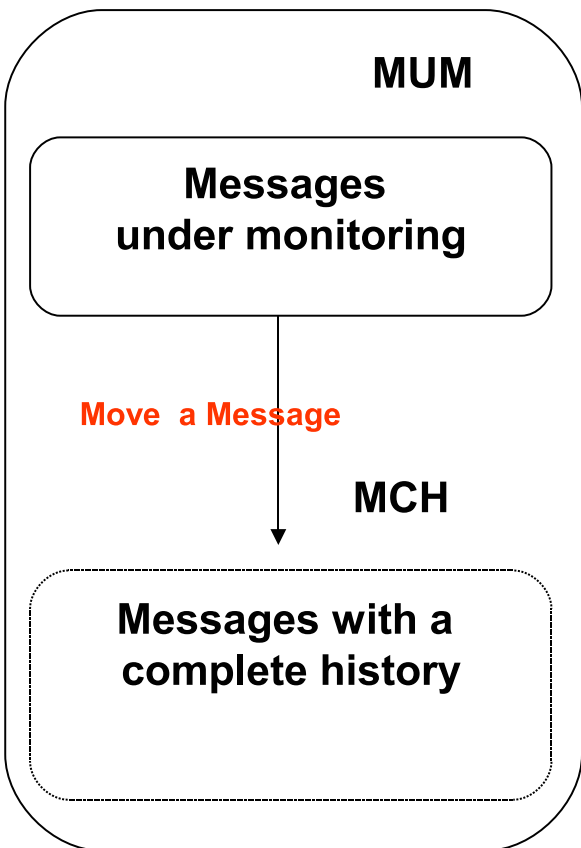 MUM
Messages
under monitoring
Move a Message
MCH
Messages with a
complete history